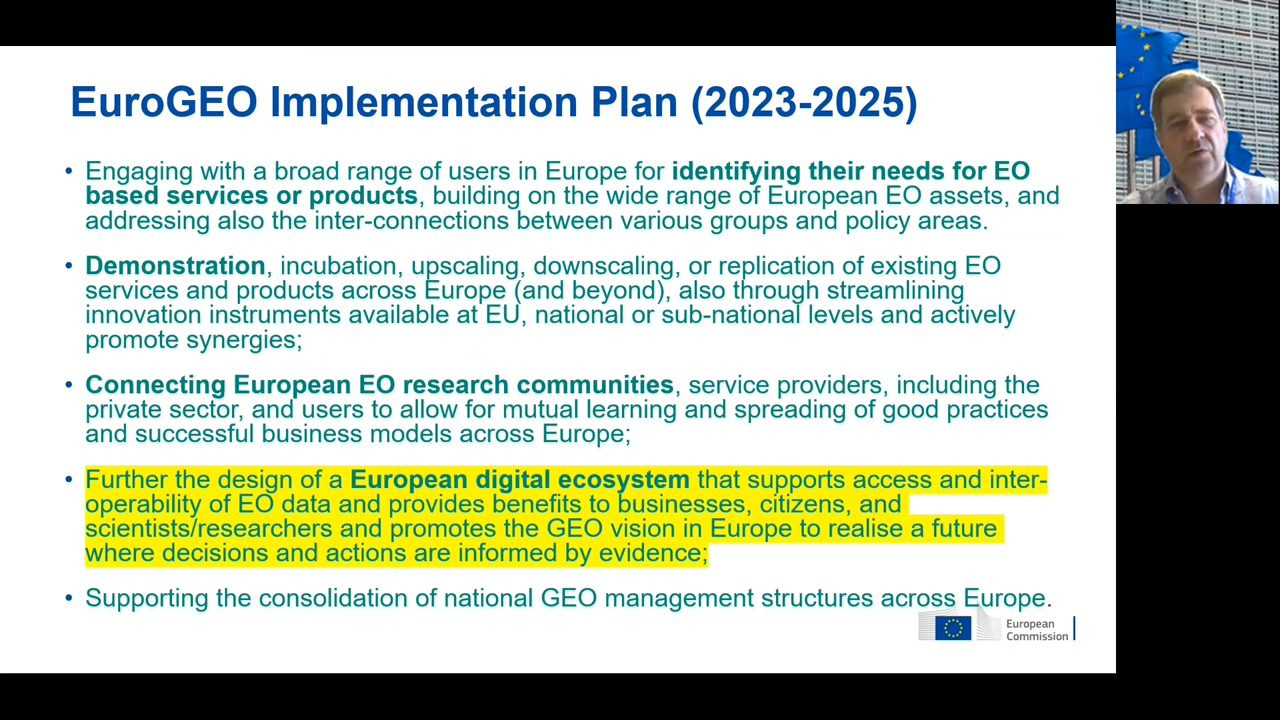 EuroGEO Implementation Plan (2023-2025)
• Engaging with a broad range of users in Europe for identifying their needs for EO
based services or products, building on the wide range of European EO assets, and
addressing also the inter-connections between various groups and policy areas.
• Demonstration, incubation, upscaling, downscaling, or replication of existing EO
services and products across Europe (and beyond), also through streamlining
innovation instruments available at EU, national or sub-national levels and actively
promote synergies;
• Connecting European EO research communities, service providers, including the
private sector, and users to allow for mutual learning and spreading of good practices
and successful business models across Europe;
• Further the design of a European digital ecosystem that supports access and inter-
operability of EO data and provides benefits to businesses, citizens, and
scientists/researchers and promotes the GEO vision in Europe to realise a future
where decisions and actions are informed by evidence;
• Supporting the consolidation of national GEO management structures across Europe.
European
Commission